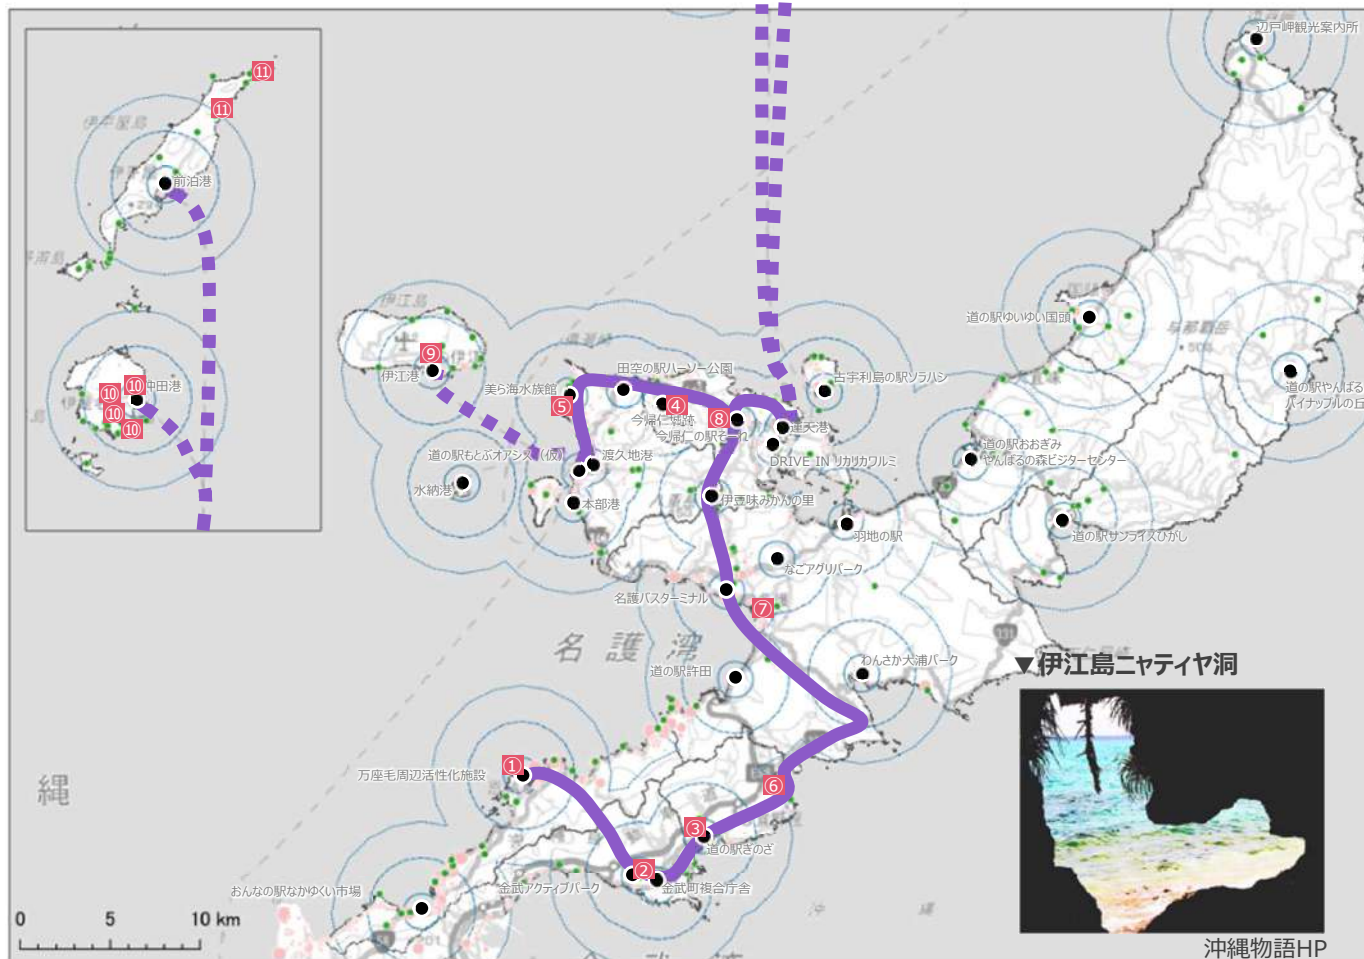 辺戸岬観光案内所
⑪
⑪
伊平屋島
前泊港
道の駅ゆいゆい国頭
与那覇岳
伊江島
⑨
伊江港
田空の駅ハーソー公園
美ら海水族館
⑤
④
今帰仁城跡
⑧
今帰仁の駅そーれ
古宇利島の駅ソラハシ
運天港
DRIVE IN リカリカワルミ
道の駅やんばる
パイナップルの丘
⑩
⑩
仲田港
⑩
⑩
道の駅もとぶオアシス（仮）
渡久地港
水納港
本部港
伊豆味みかんの里
羽地の駅
道の駅おおぎみ
やんばるの森ビジターセンター
道の駅サンライズひがし
なごアグリパーク
名護バスターミナル
⑦
名護湾
331
道の駅許田
わんさか大浦パーク
▼伊江島ニャティヤ洞
①
万座毛周辺活性化施設
縄
⑥
③
道の駅ぎのざ
②
金武アクティブパーク
金武町複合庁舎
おんなの駅なかゆくい市場
沖縄
0 5 10 km
沖縄物語HP